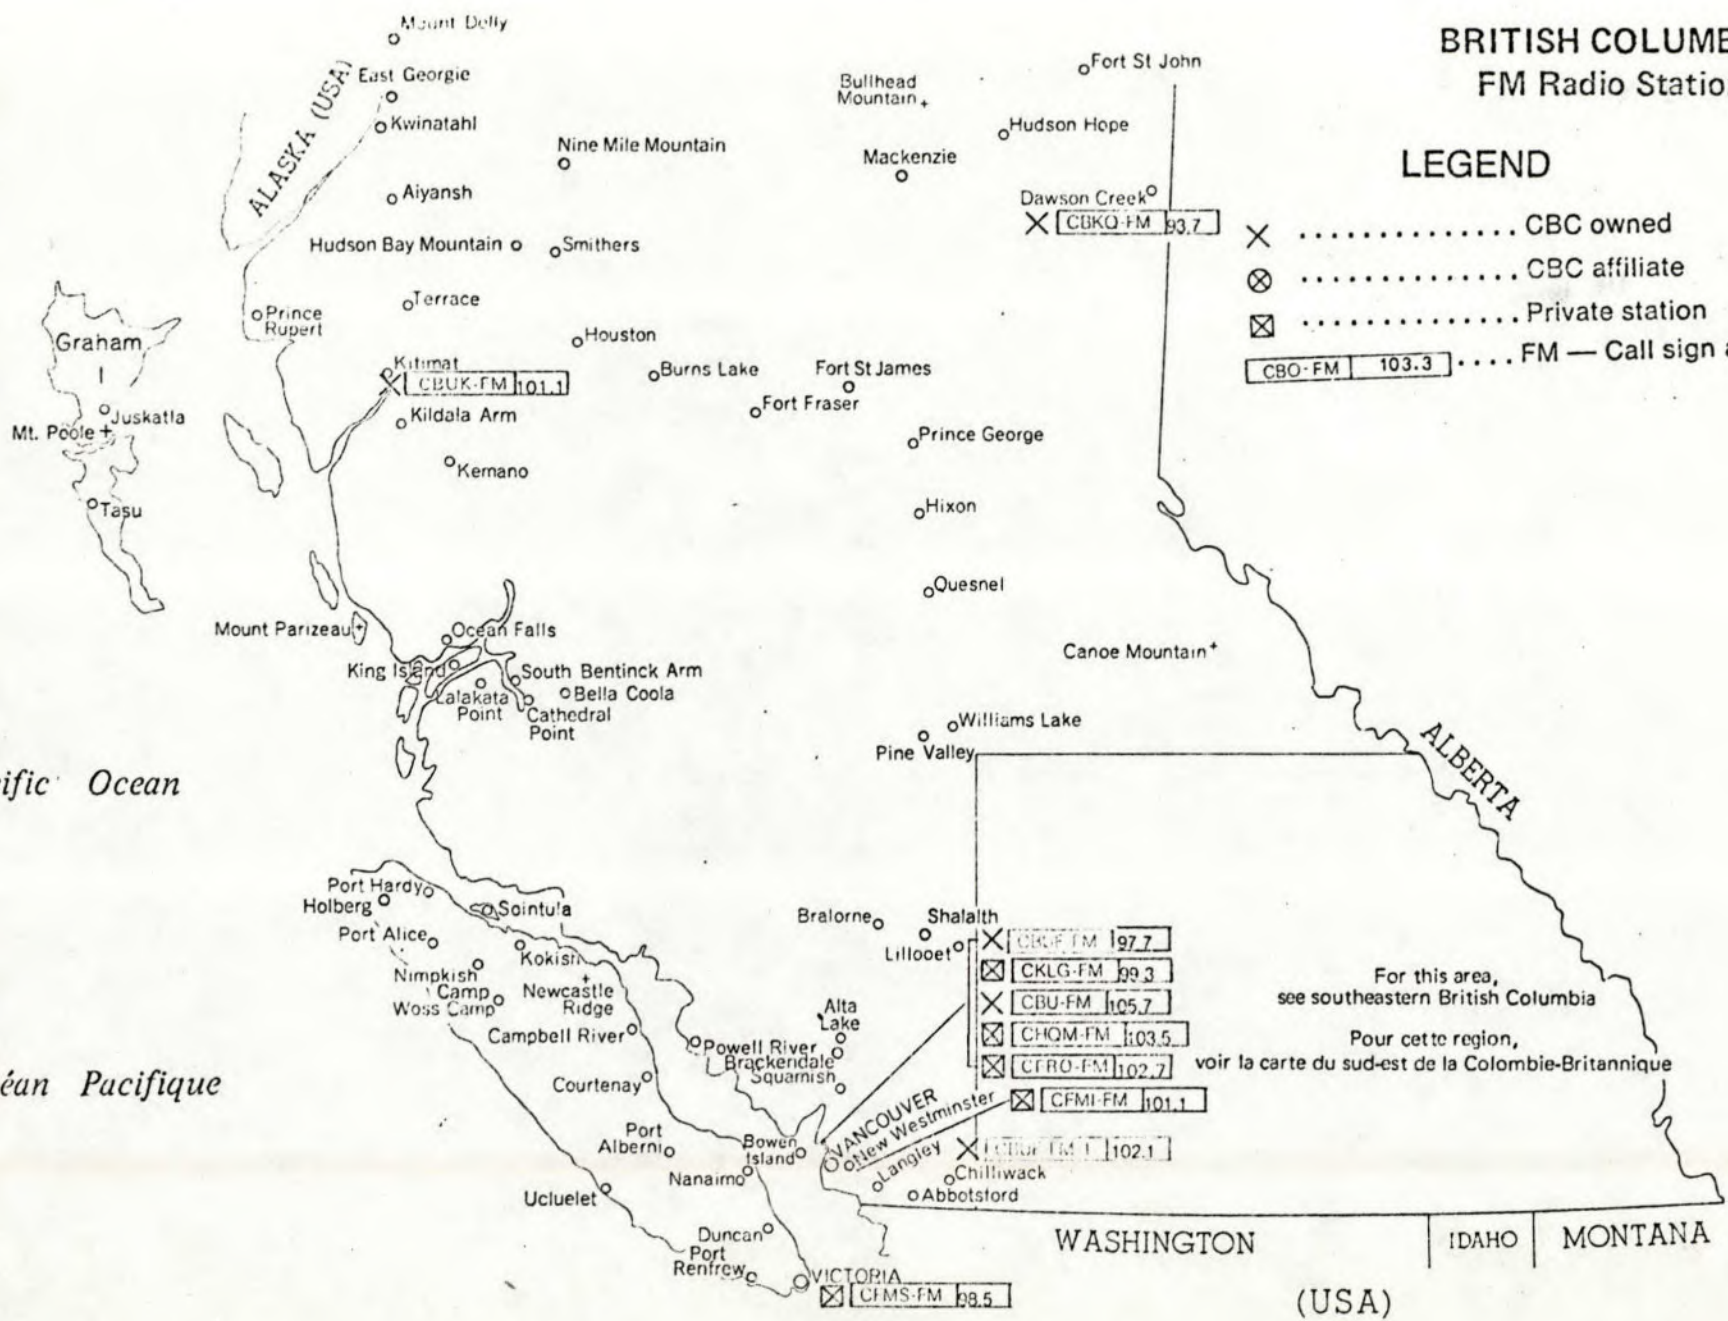 BRITISH COLUMB
FM Radio Statio
LEGEND
CBC owned
CBC affiliate
Private station
CBO-FM 103.3 .... FM — Call sign a
Mount Dolly
East Georgie
ALASKA (USA)
Kwinatahl
Aiyansh
Nine Mile Mountain
Hudson Bay Mountain
Smithers
Bullhead
Mountain
Fort St John
Hudson Hope
Mackenzie
Dawson Creek
CBKQ-FM 93.7
Prince
Rupert
Terrace
Houston
Graham
I
Kitimat
CBUK-FM 101.1
Burns Lake
Fort St James
Fort Fraser
Juskatla
Mt. Poole
Kildala Arm
Prince George
Kemano
Tasu
Hixon
Quesnel
Mount Parizeau
Ocean Falls
Canoe Mountain
King Island
South Bentinck Arm
Lalakata
Point
Bella Coola
Cathedral
Point
Williams Lake
Pine Valley
ALBERTA
ific Ocean
Port Hardy
Holberg
Sointula
Port Alice
Kokish
Nimpkish
Camp
Woss Camp
Newcastle
Ridge
Campbell River
Bralorne
Shalalth
Lillooet
CBUF-FM 97.7
CKLG-FM 99.3
CBU-FM 105.7
CHQM-FM 103.5
CFRO-FM 102.7
CFMI-FM 101.1
102.1
For this area,
see southeastern British Columbia
Pour cette region,
voir la carte du sud-est de la Colombie-Britannique
Alta
Lake
Powell River
Brackendale
Squamish
éan Pacifique
Courtenay
Port
Alberni
Bowen
Island
VANCOUVER
New Westminster
Langley
Chilliwack
Abbotsford
Nanaimo
Ucluelet
Duncan
Port
Renfrew
VICTORIA
CFMS-FM 98.5
WASHINGTON
IDAHO
MONTANA
(USA)